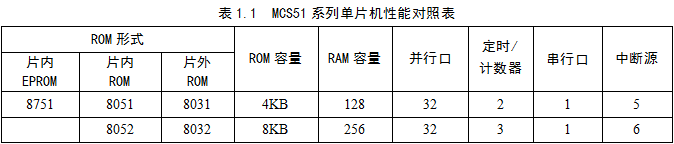 表 1.1 MCS51 系列单片机性能对照表
ROM 形式 ROM 容量 RAM 容量 并行口 定时/计数器 串行口 中断源
片内 EPROM 片内 ROM 片外 ROM
8751 8051 8031 4KB 128 32 2 1 5
8052 8032 8KB 256 32 3 1 6